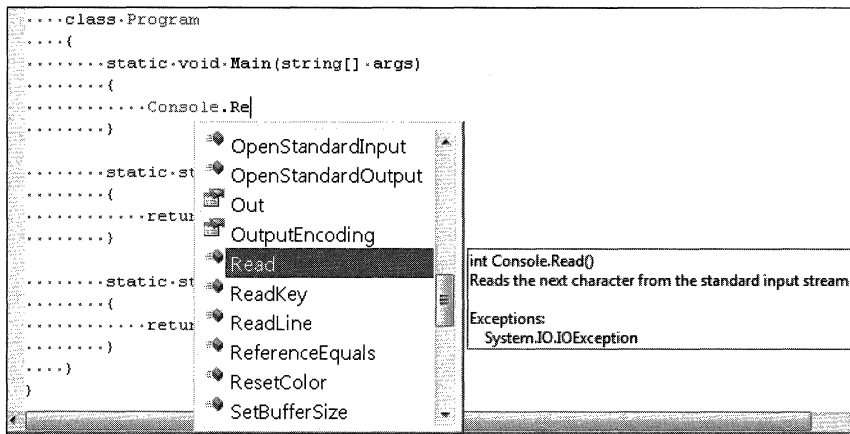 ····class·Program
····{
········static·void·Main(string[]·args)
········{
············Console.Re
········}
········static·st
········{
············retur
········}
········static·st
········{
············retur
········}
····}
}
OpenStandardInput
OpenStandardOutput
Out
OutputEncoding
Read
ReadKey
ReadLine
ReferenceEquals
ResetColor
SetBufferSize
int Console.Read()
Reads the next character from the standard input stream
Exceptions:
System.IO.IOException